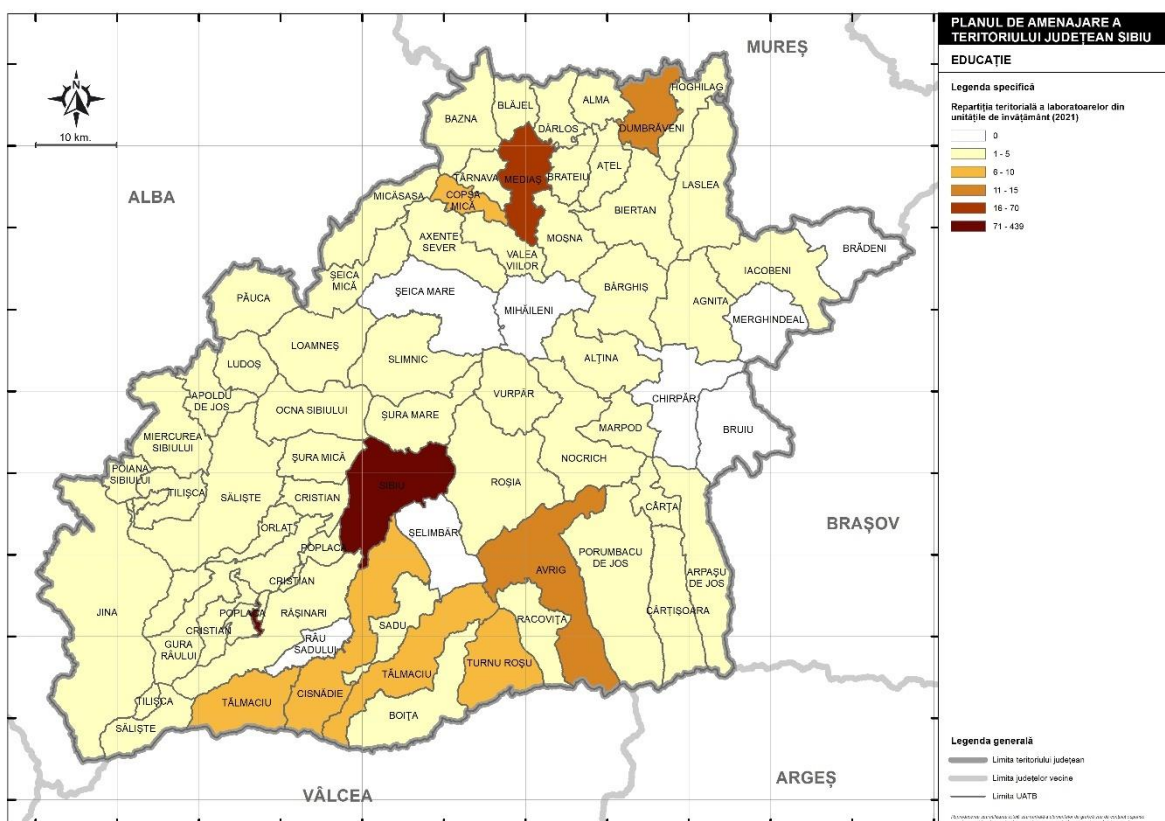 PLANUL DE AMENAJARE A
TERITORIULUI JUDEȚEAN SIBIU
EDUCAȚIE
Legenda specifică
Repartiția teritorială a laboratoarelor din
unitățile de învățământ (2021)
0
1 - 5
6 - 10
11 - 15
16 - 70
71 - 439
MUREȘ
N
10 km.
ALBA
BRAȘOV
ARGEȘ
VÂLCEA
HOGHILAG
BLĂJEL
ALMA
BAZNA
DÂRLOS
DUMBRĂVENI
AȚEL
TÂRNAVA
MEDIAȘ
BRATEIU
LASLEA
MICĂSASA
COPȘA
MICĂ
BIERTAN
AXENTE
SEVER
MOȘNA
BRĂDENI
VALEA
VIILOR
ȘEICA
MICĂ
IACOBENI
BÂRGHIȘ
PĂUCA
ȘEICA MARE
MIHĂILENI
AGNITA
MERGHINDEAL
LOAMNEȘ
SLIMNIC
ALȚINA
LUDOȘ
VURPĂR
CHIRPĂR
APOLDU
DE JOS
OCNA SIBIULUI
ȘURA MARE
MARPOD
BRUIU
MIERCUREA
SIBIULUI
ȘURA MICĂ
NOCRICH
POIANA
SIBIULUI
TILIȘCA
SĂLIȘTE
CRISTIAN
SIBIU
ROȘIA
CÂRȚA
ORLAT
SELIMBĂR
POPLACA
PORUMBACU
DE JOS
AVRIG
ARPAȘU
DE JOS
CRISTIAN
JINA
POPLACA
RĂȘINARI
CÂRȚIȘOARA
SADU
RACOVIȚA
CRISTIAN
GURA
RÂULUI
RÂU
SADULUI
TURNU ROȘU
TĂLMACIU
CISNĂDIE
TILIȘCA
TĂLMACIU
BOIȚA
SĂLIȘTE
Legenda generală
Limita teritoriului județean
Limita județelor vecine
Limita UATB